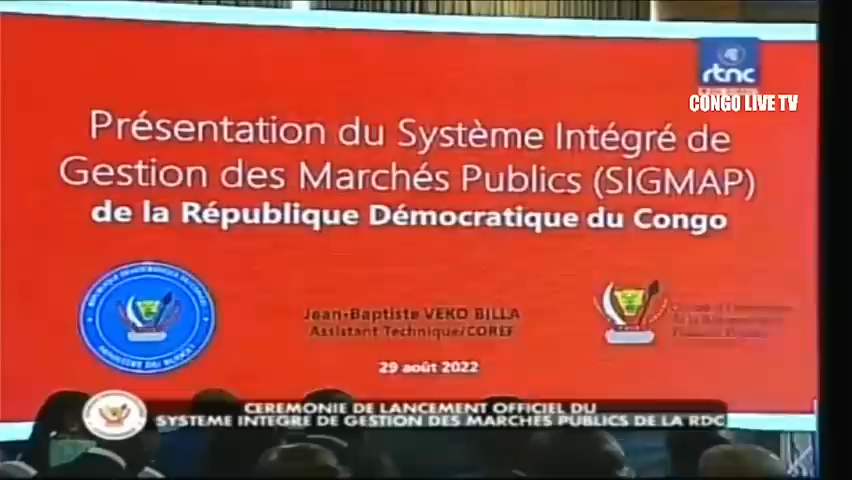 rtnc
CONGO LIVE TV
Présentation du Système Intégré de
Gestion des Marchés Publics (SIGMAP)
de la République Démocratique du Congo
Jean-Baptiste VEKO BILLA
Assistant Technique/COREF
29 août 2022
CEREMONIE DE LANCEMENT OFFICIEL DU
SYSTEME INTEGRE DE GESTION DES MARCHES PUBLICS DE LA RDC